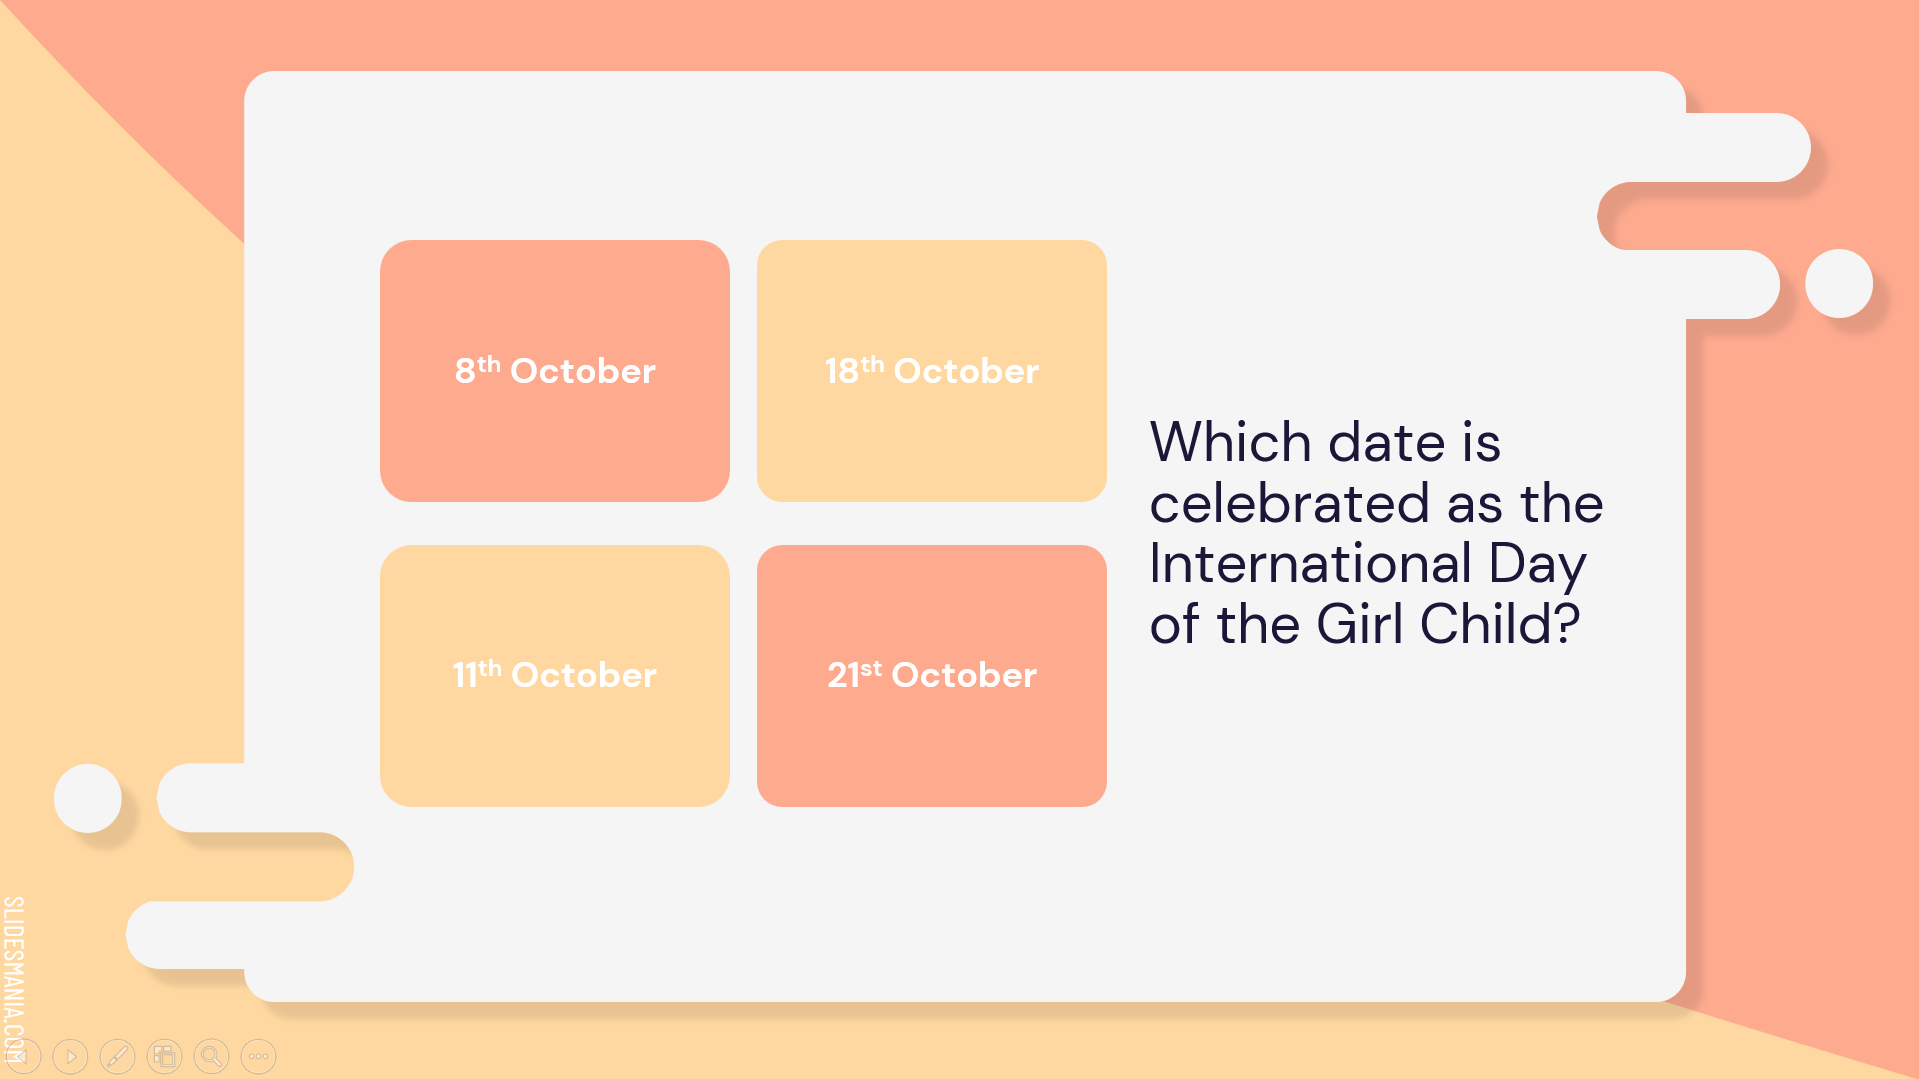 8th October
18th October
11th October
21st October
Which date is
celebrated as the
International Day
of the Girl Child?
SLIDESMANIA.COM